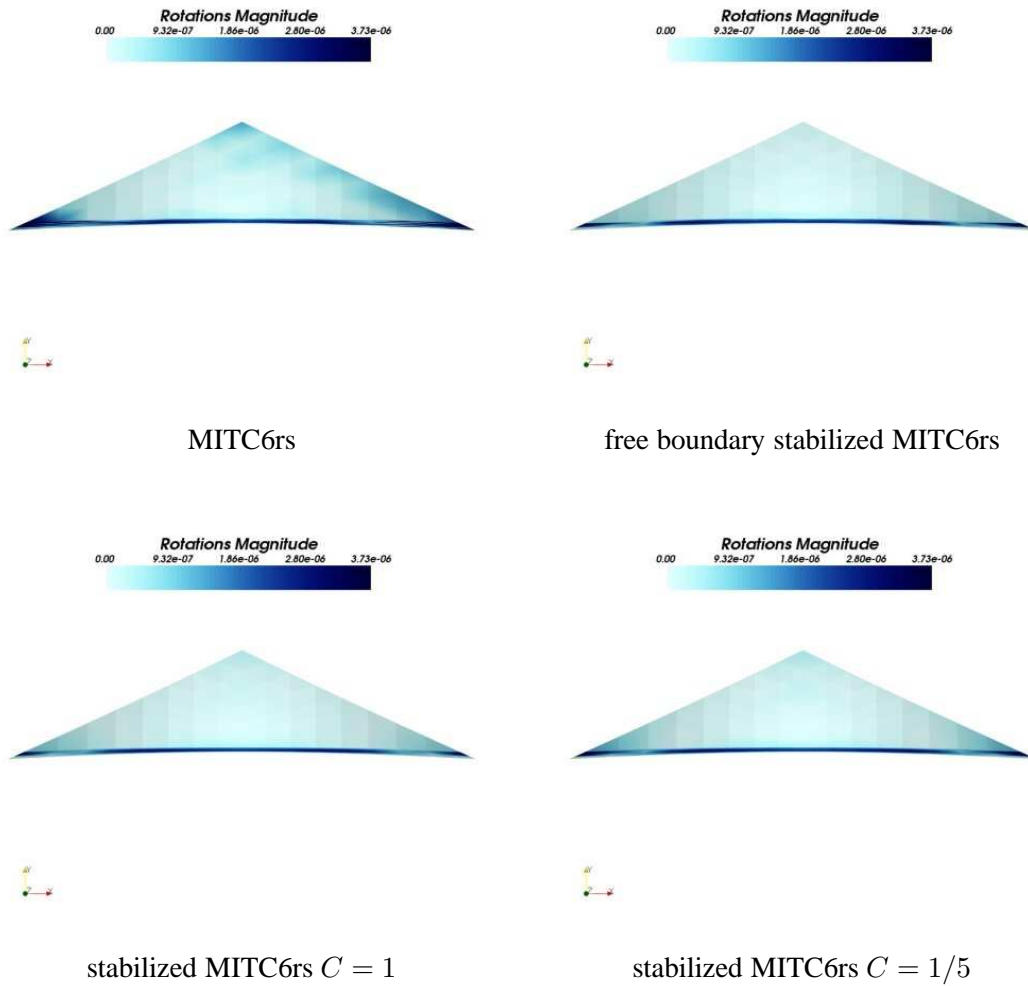 Rotations Magnitude
0.00 9.32e-07 1.86e-06 2.80e-06 3.73e-06
Rotations Magnitude
0.00 9.32e-07 1.86e-06 2.80e-06 3.73e-06
Y
Z
X
Y
Z
X
MITC6rs
free boundary stabilized MITC6rs
Rotations Magnitude
0.00 9.32e-07 1.86e-06 2.80e-06 3.73e-06
Rotations Magnitude
0.00 9.32e-07 1.86e-06 2.80e-06 3.73e-06
Y
Z
X
Y
Z
X
stabilized MITC6rs C = 1
stabilized MITC6rs C = 1/5